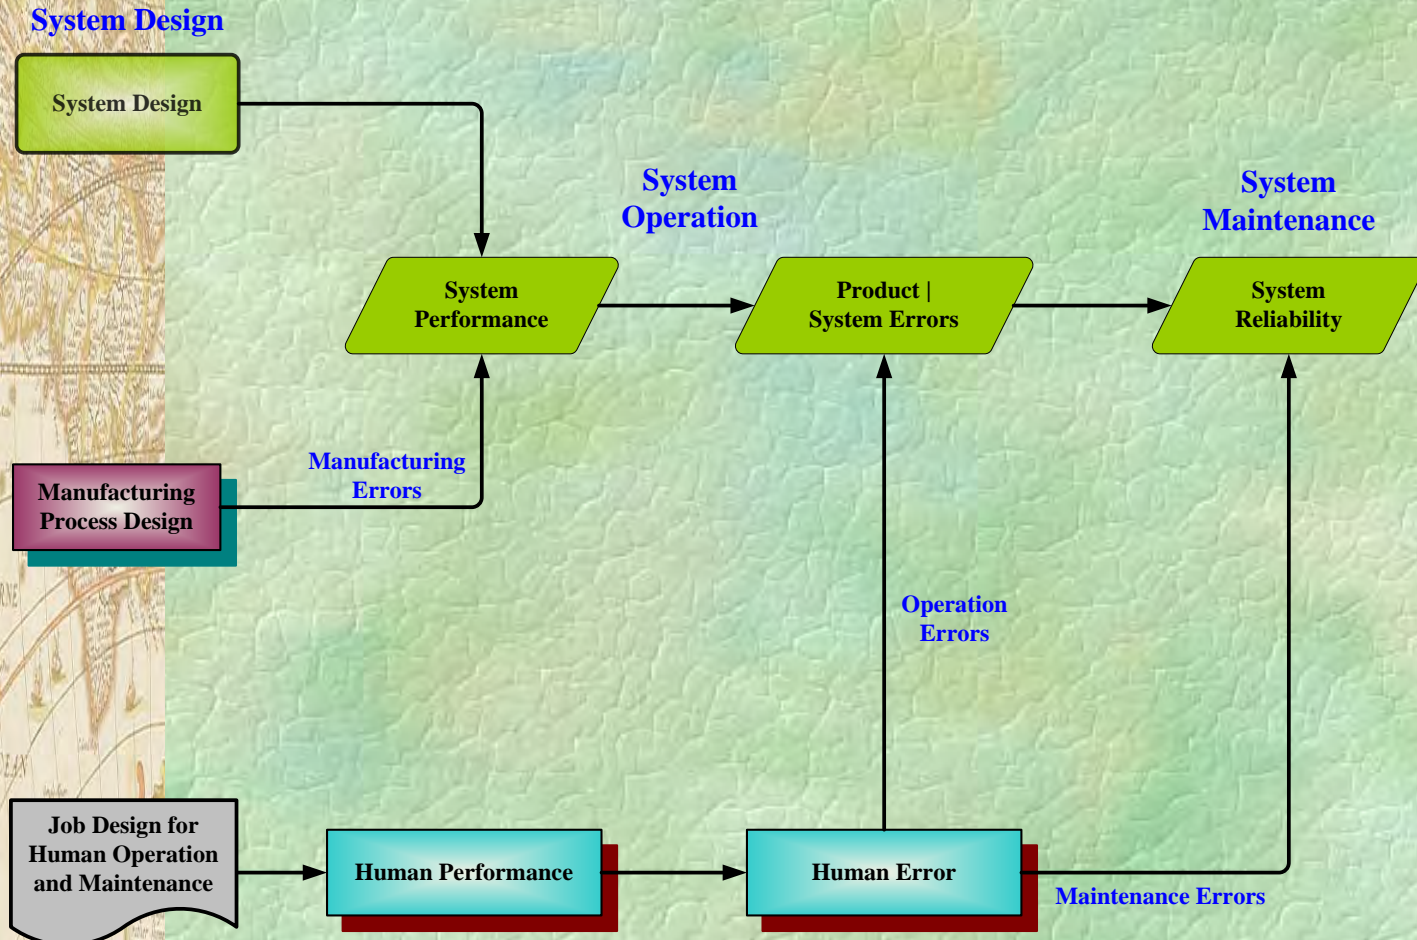 System Design
System Design
System
Operation
System
Maintenance
System
Performance
Product |
System Errors
System
Reliability
Manufacturing
Errors
Manufacturing
Process Design
Operation
Errors
Job Design for
Human Operation
and Maintenance
Human Performance
Human Error
Maintenance Errors